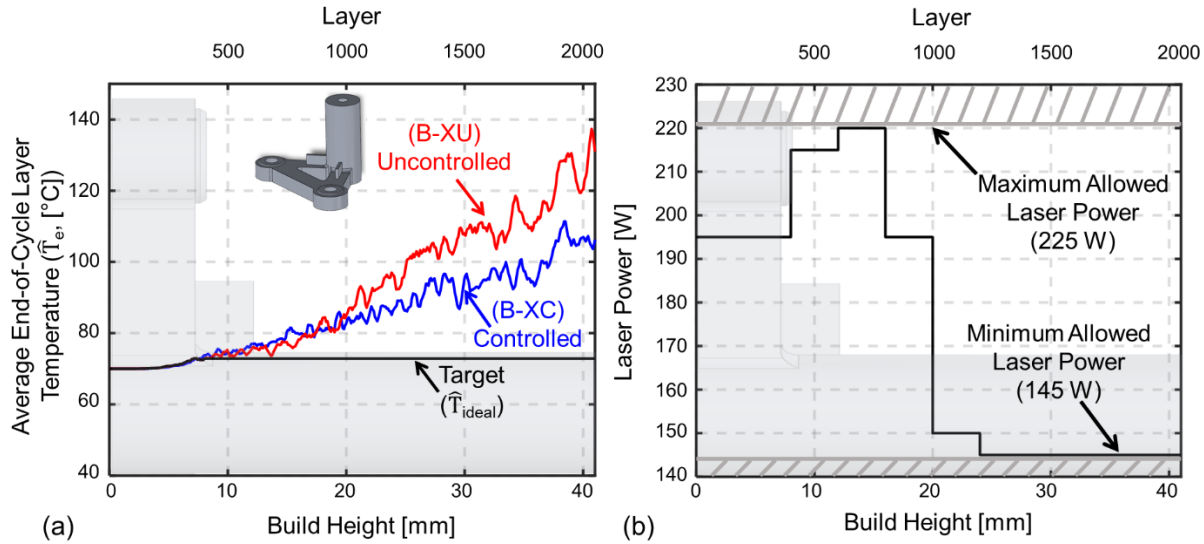 Layer
500 1000 1500 2000
140
120
100
80
60
40
Average End-of-Cycle Layer
Temperature (T̂e, [°C])
(B-XU)
Uncontrolled
(B-XC)
Controlled
Target
(T̂ideal)
0 10 20 30 40
Build Height [mm]
(a)
Layer
500 1000 1500 2000
230
220
210
200
190
180
170
160
150
140
Laser Power [W]
Maximum Allowed
Laser Power
(225 W)
Minimum Allowed
Laser Power
(145 W)
0 10 20 30 40
Build Height [mm]
(b)